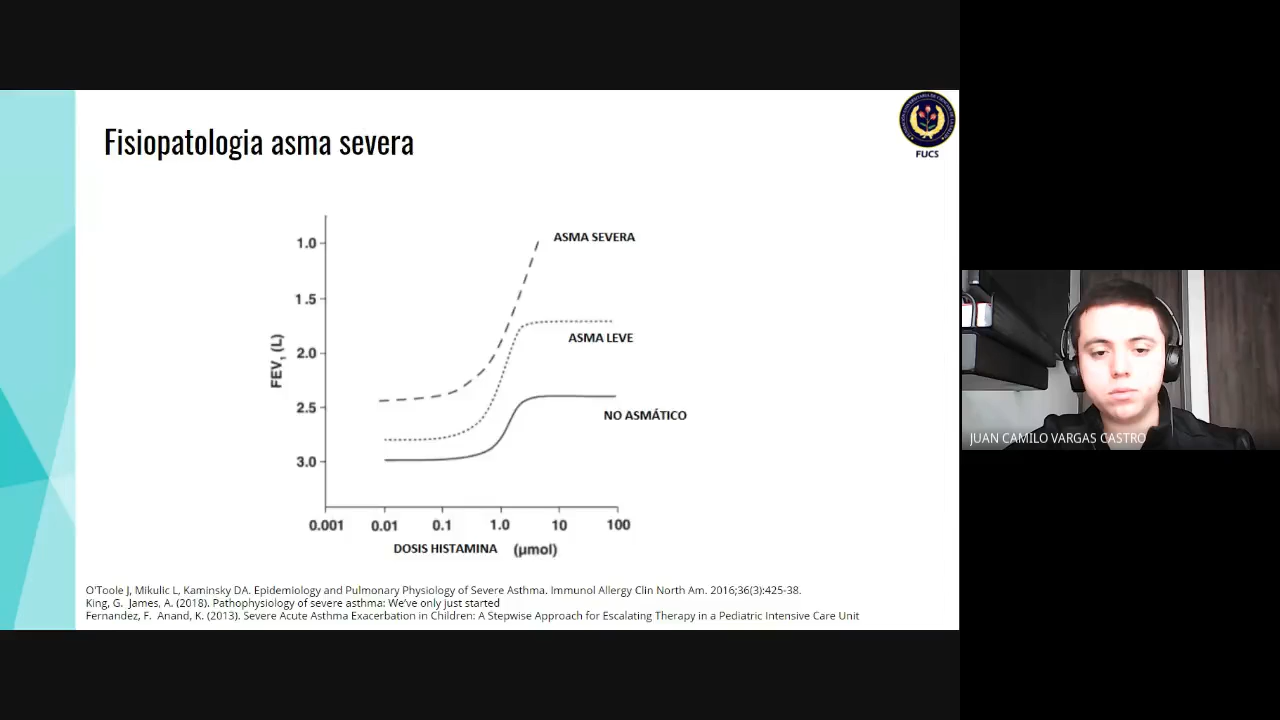 Fisiopatologia asma severa
FUCS
1.0
ASMA SEVERA
1.5
FEV, (L)
2.0
ASMA LEVE
2.5
NO ASMÁTICO
3.0
0.001 0.01 0.1 1.0 10 100
DOSIS HISTAMINA (µmol)
O'Toole J, Mikulic L, Kaminsky DA. Epidemiology and Pulmonary Physiology of Severe Asthma. Immunol Allergy Clin North Am. 2016;36(3):425-38.
King, G. James, A. (2018). Pathophysiology of severe asthma: We've only just started
Fernandez, F. Anand, K. (2013). Severe Acute Asthma Exacerbation in Children: A Stepwise Approach for Escalating Therapy in a Pediatric Intensive Care Unit
JUAN CAMILO VARGAS CASTRO